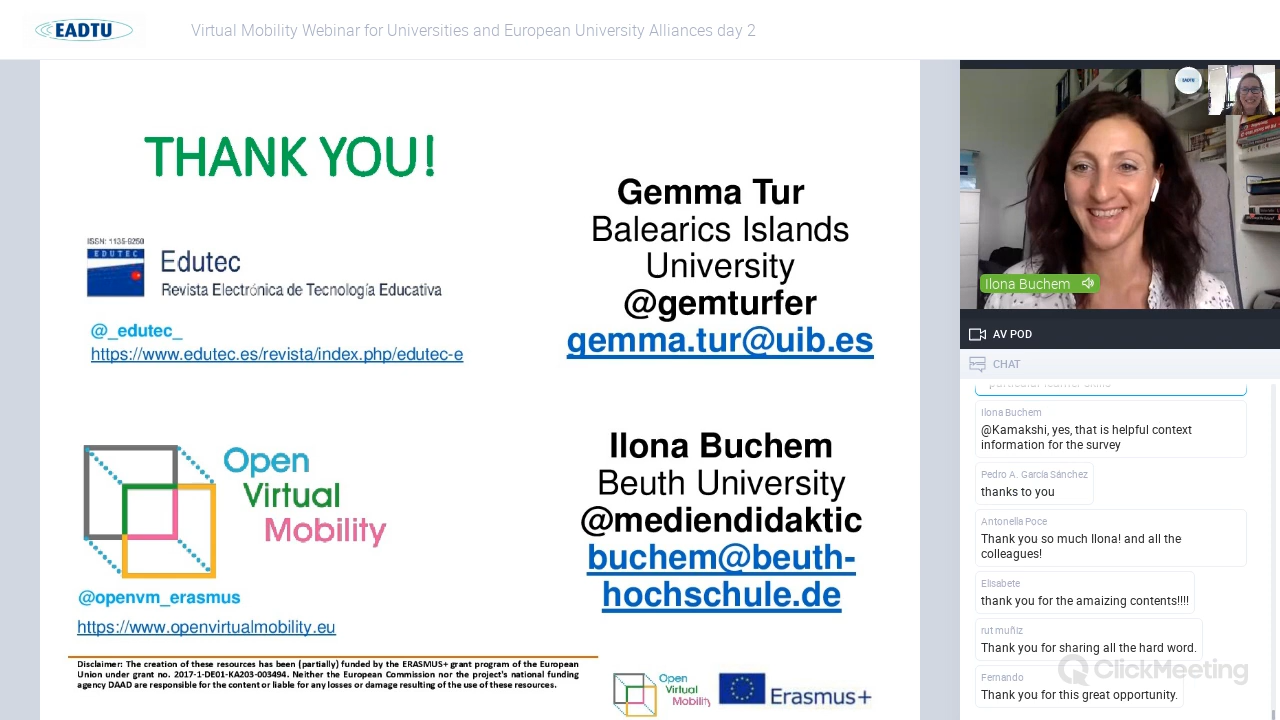 EADTU
Virtual Mobility Webinar for Universities and European University Alliances day 2
THANK YOU!
ISSN: 1135-9250
EDUTEC
Edutec
Revista Electrónica de Tecnología Educativa
@_edutec_
https://www.edutec.es/revista/index.php/edutec-e
Gemma Tur
Balearics Islands
University
@gemturfer
gemma.tur@uib.es
Open
Virtual
Mobility
@openvm_erasmus
https://www.openvirtualmobility.eu
Ilona Buchem
Beuth University
@mediendidaktic
buchem@beuth-
hochschule.de
Disclaimer: The creation of these resources has been (partially) funded by the ERASMUS+ grant program of the European
Union under grant no. 2017-1-DE01-KA203-003494. Neither the European Commission nor the project's national funding
agency DAAD are responsible for the content or liable for any losses or damage resulting of the use of these resources.
Open
Virtual
Mobility
Erasmus+
EADTU
Ilona Buchem
AV POD
CHAT
Ilona Buchem
@Kamakshi, yes, that is helpful context
information for the survey
Pedro A. García Sánchez
thanks to you
Antonella Poce
Thank you so much Ilona! and all the
colleagues!
Elisabete
thank you for the amaizing contents!!!!
rut muñiz
Thank you for sharing all the hard word.
Fernando
Thank you for this great opportunity.
ClickMeeting